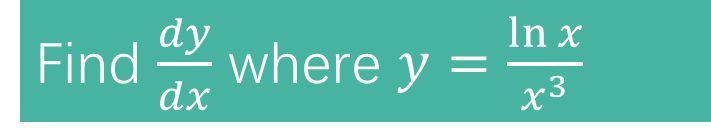 Find dy/dx where y = ln x/x³